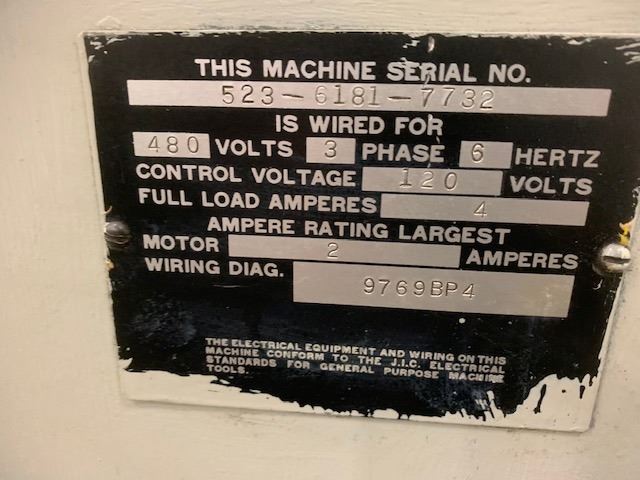 THIS MACHINE SERIAL NO.
523-6181-7732
IS WIRED FOR
480 VOLTS 3 PHASE 6 HERTZ
CONTROL VOLTAGE 120 VOLTS
FULL LOAD AMPERES 4
AMPERE RATING LARGEST
MOTOR 2 AMPERES
WIRING DIAG. 9769BP4
THE ELECTRICAL EQUIPMENT AND WIRING ON THIS
MACHINE CONFORM TO THE J.I.C. ELECTRICAL
STANDARDS FOR GENERAL PURPOSE MACHINE
TOOLS.